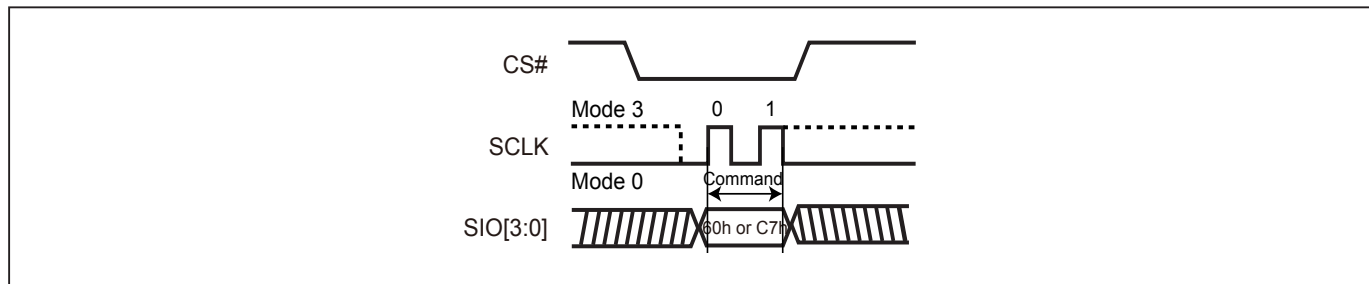 CS#
Mode 3 0 1
SCLK
Mode 0 Command
SIO[3:0] 60h or C7h